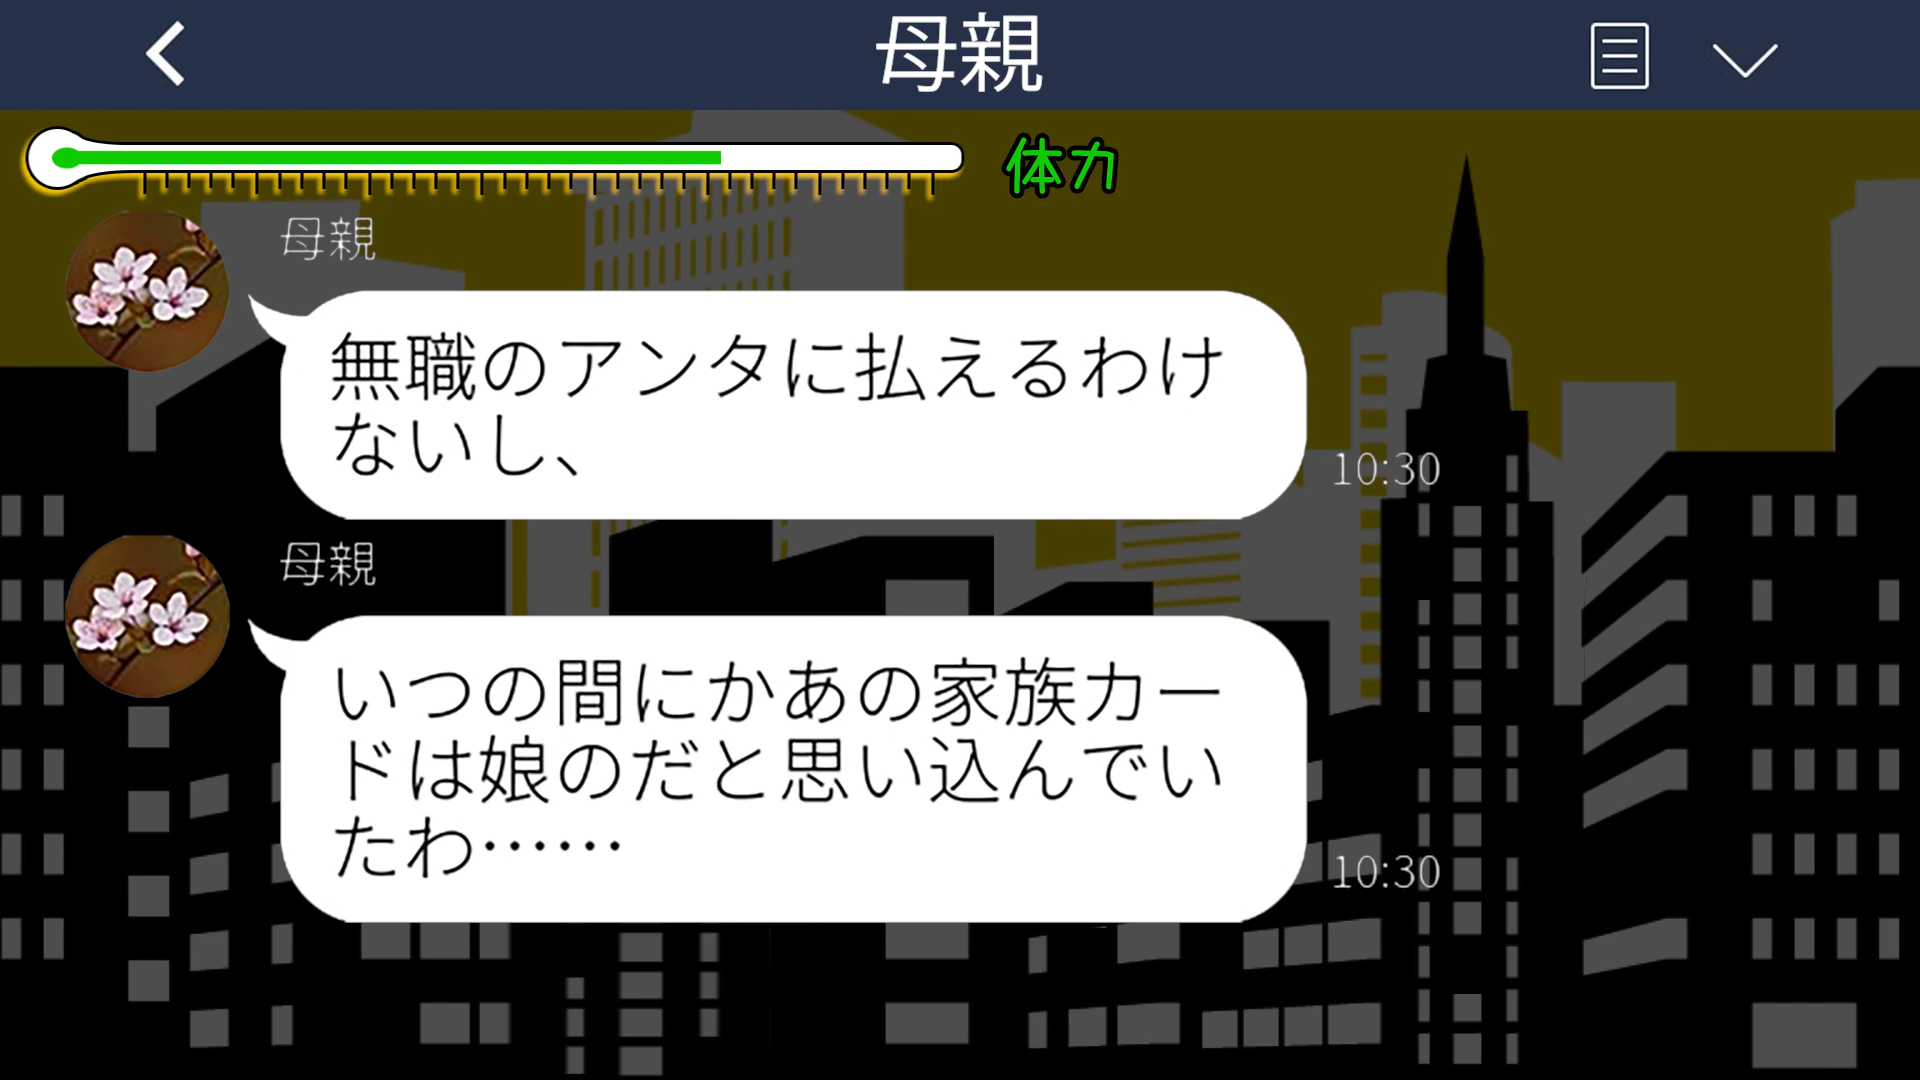 母親
体力
母親
無職のアンタに払えるわけ
ないし、
10:30
母親
いつの間にかあの家族カー
ドは娘のだと思い込んでい
たわ……
10:30